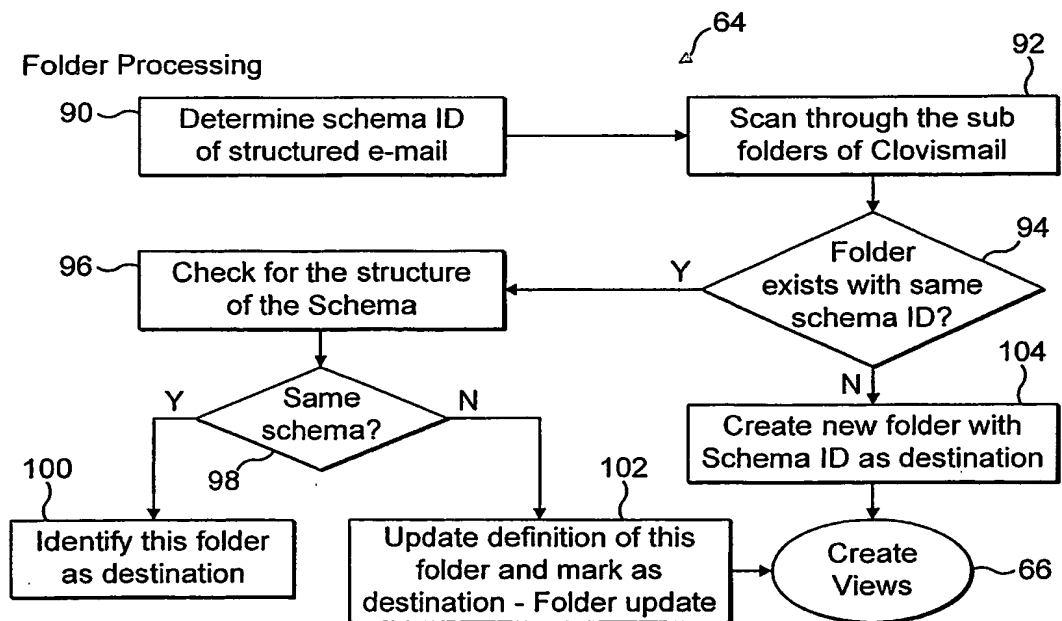 64
Folder Processing
92
90
Determine schema ID
of structured e-mail
Scan through the sub
folders of Clovismail
94
96
Check for the structure
of the Schema
Y
Folder
exists with same
schema ID?
N
104
Y
Same
schema?
N
98
Create new folder with
Schema ID as destination
100
102
Identify this folder
as destination
Update definition of this
folder and mark as
destination - Folder update
Create
Views
66